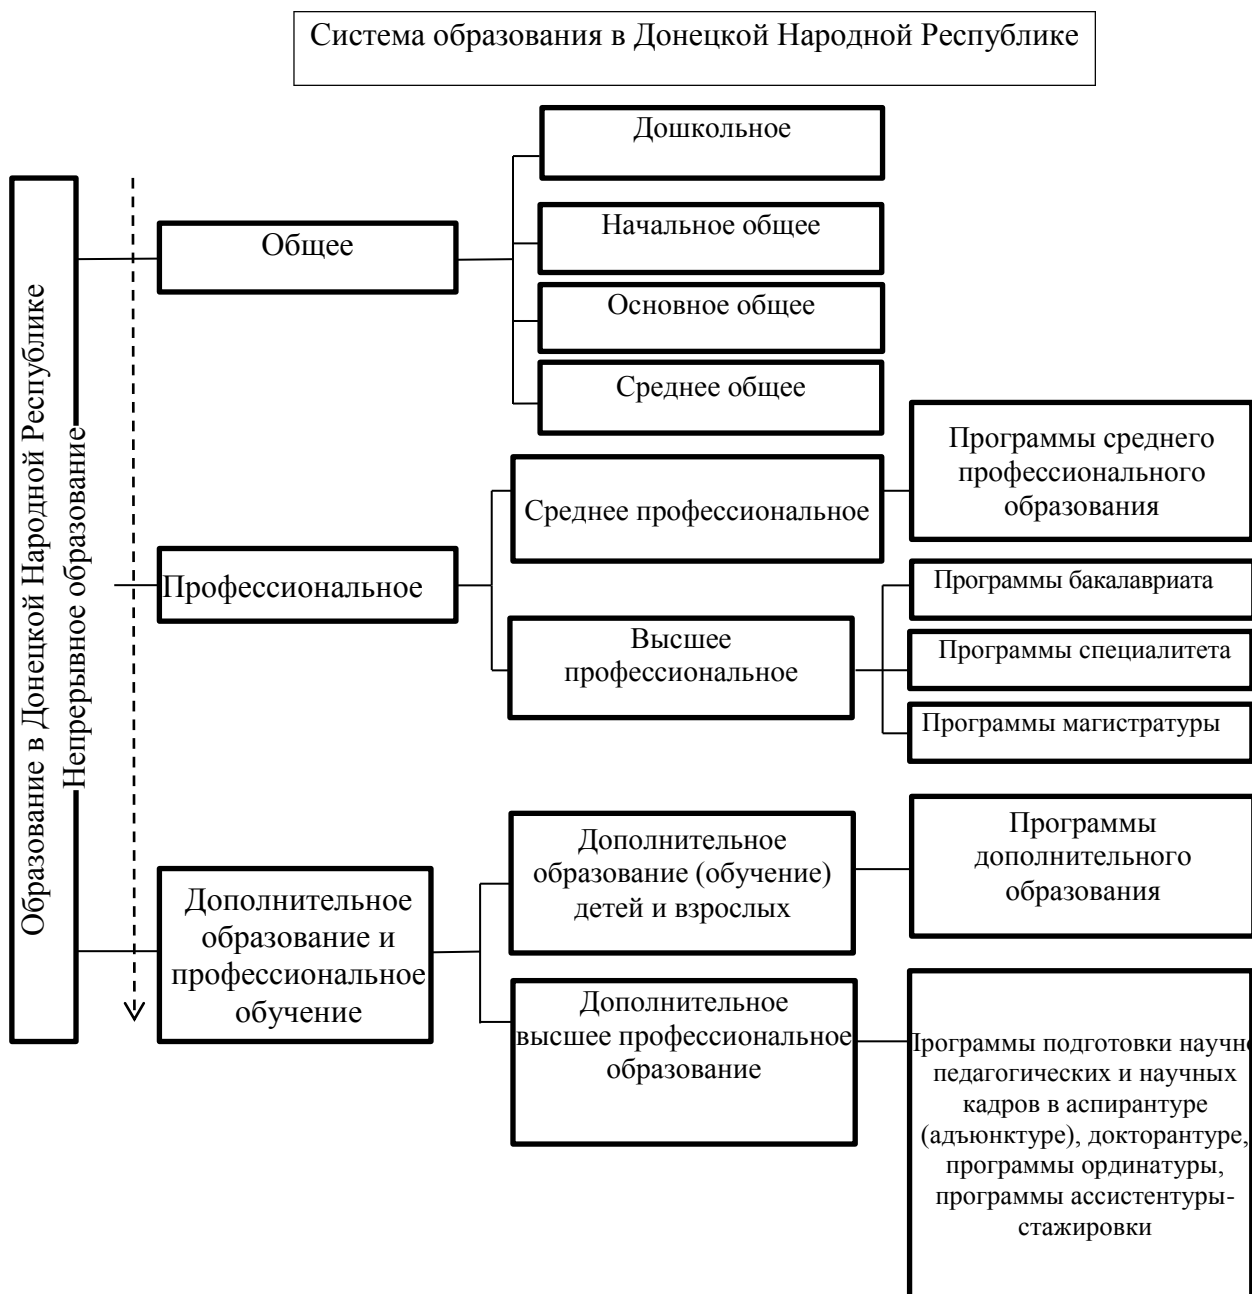 Система образования в Донецкой Народной Республике
Образование в Донецкой Народной Республике
Непрерывное образование
Общее
Дошкольное
Начальное общее
Основное общее
Среднее общее
Профессиональное
Среднее профессиональное
Программы среднего
профессионального
образования
Высшее
профессиональное
Программы бакалавриата
Программы специалитета
Программы магистратуры
Дополнительное
образование и
профессиональное
обучение
Дополнительное
образование (обучение)
детей и взрослых
Программы
дополнительного
образования
Дополнительное
высшее профессиональное
образование
Программы подготовки научно
педагогических и научных
кадров в аспирантуре
(адъюнктуре), докторантуре,
программы ординатуры,
программы ассистентуры-
стажировки